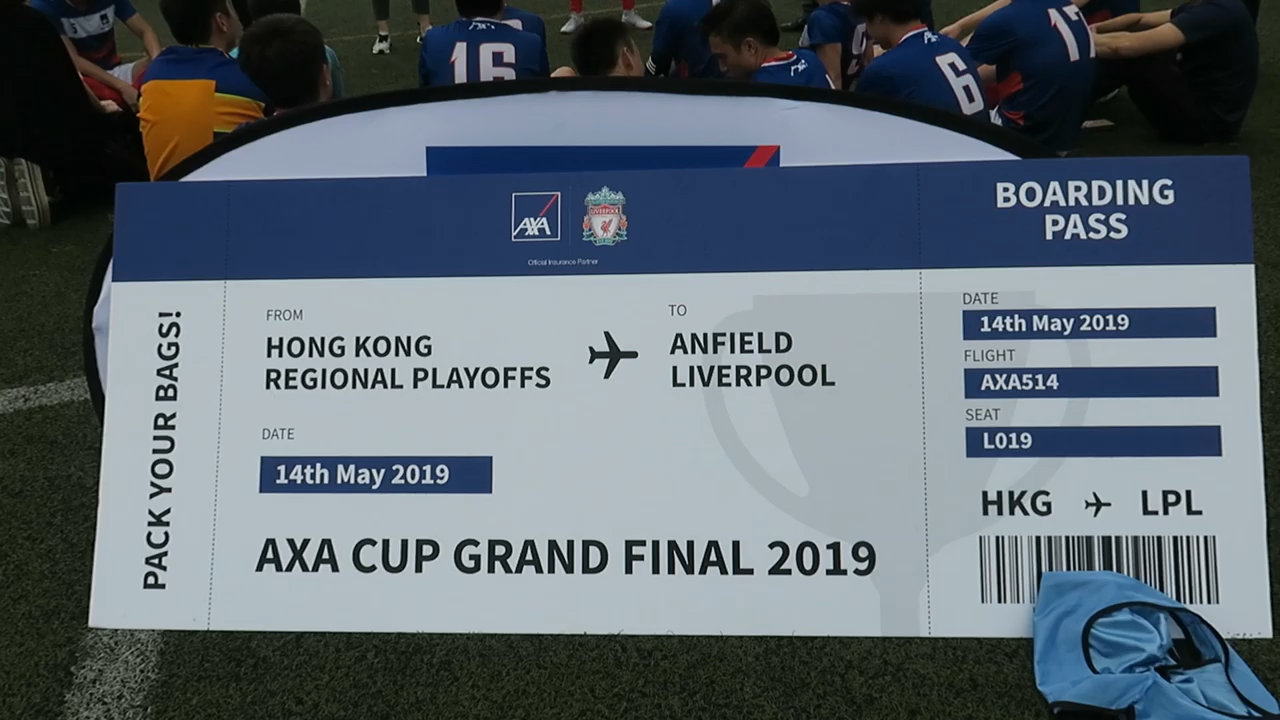 16
6
17
AXA
LIVERPOOL
Official Insurance Partner
BOARDING
PASS
PACK YOUR BAGS!
FROM
HONG KONG
REGIONAL PLAYOFFS
TO
ANFIELD
LIVERPOOL
DATE
14th May 2019
AXA CUP GRAND FINAL 2019
DATE
14th May 2019
FLIGHT
AXA514
SEAT
L019
HKG
LPL